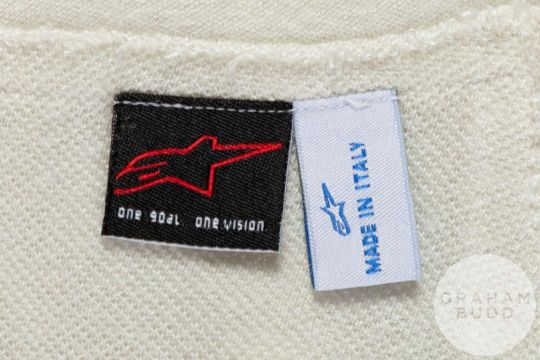 one goal one vision
MADE IN ITALY
GRAHAM
BUDD